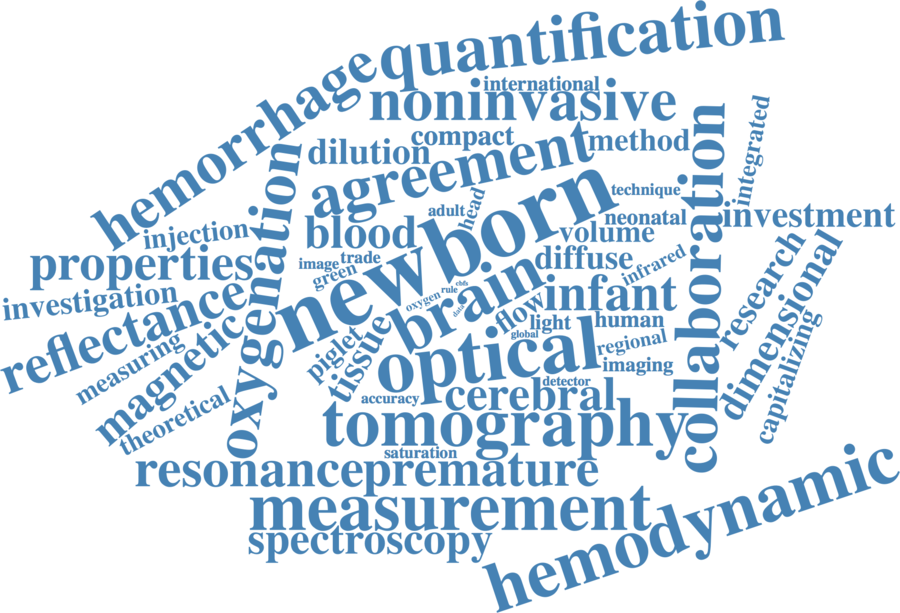 quantification
international
hemorrhage
noninvasive
compact
method
dilution
agreement
integrated
technique
collaboration
oxygenation
adult
head
newborn
neonatal
investment
injection
blood
volume
properties
image
trade
green
diffuse
infrared
research
dimensional
investigation
oxygen
rule
cbfs
data
brain
infant
reflectance
flow
light
human
global
piglet
tissue
optical
regional
imaging
measuring
magnetic
detector
accuracy
cerebral
capitalizing
theoretical
tomography
saturation
resonance
premature
measurement
spectroscopy
hemodynamic